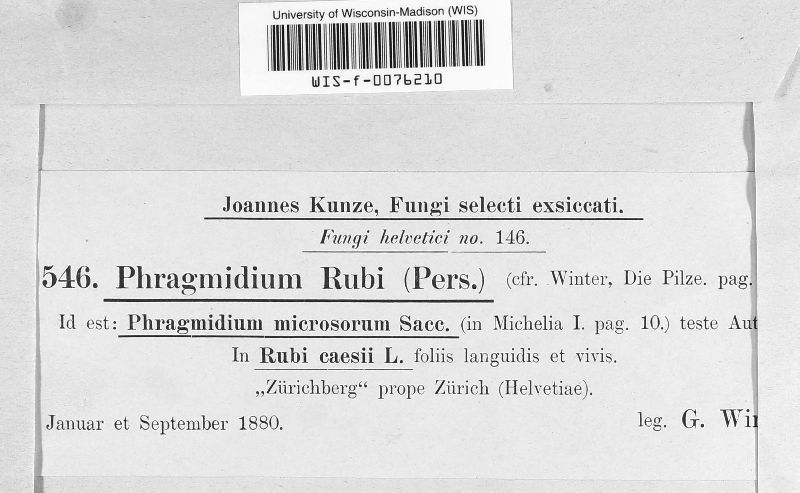 University of Wisconsin-Madison (WIS)
WIS-f-0076210
Joannes Kunze, Fungi selecti exsiccati.
Fungi helvetici no. 146.
546. Phragmidium Rubi (Pers.) (cfr. Winter, Die Pilze. pag.
Id est: Phragmidium microsorum Sacc. (in Michelia I. pag. 10.) teste Aut
In Rubi caesii L. foliis languidis et vivis.
„Zürichberg“ prope Zürich (Helvetiae).
Januar et September 1880. leg. G. Wi